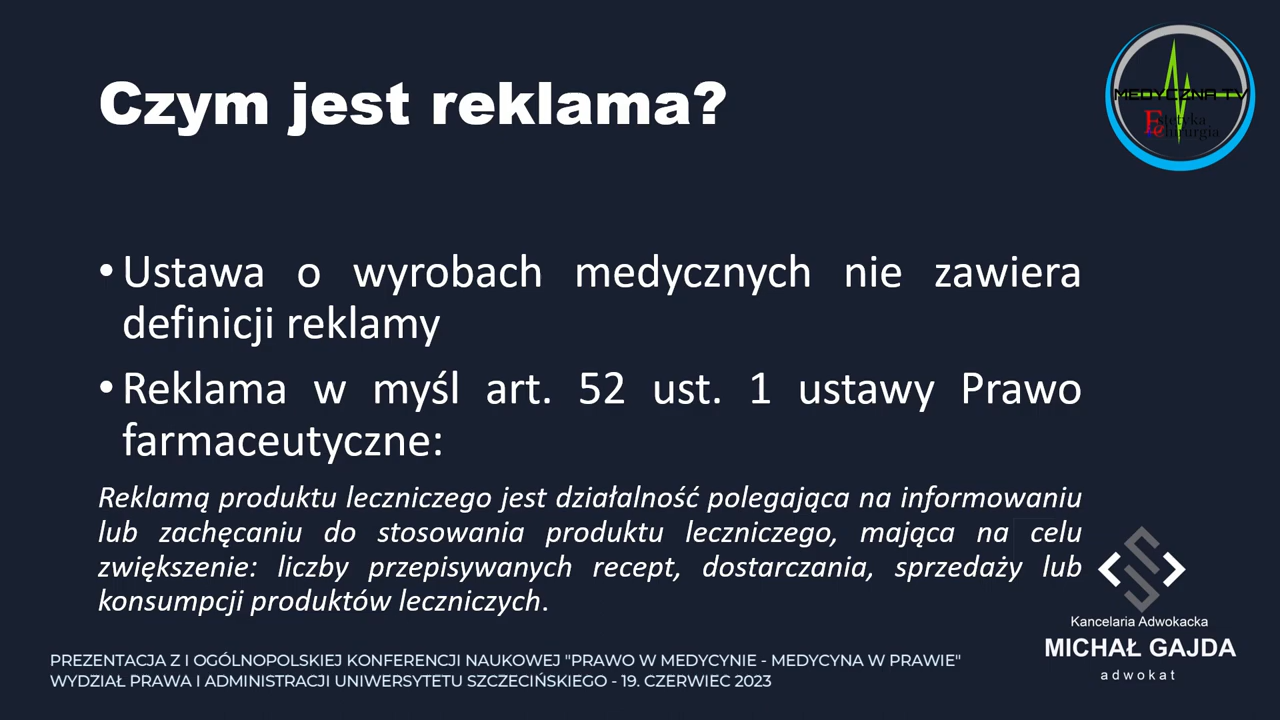 Czym jest reklama?
MEDYCZNA TV
Estetyka
Chirurgia
•Ustawa o wyrobach medycznych nie zawiera
definicji reklamy
•Reklama w myśl art. 52 ust. 1 ustawy Prawo
farmaceutyczne:
Reklamą produktu leczniczego jest działalność polegająca na informowaniu
lub zachęcaniu do stosowania produktu leczniczego, mająca na celu
zwiększenie: liczby przepisywanych recept, dostarczania, sprzedaży lub
konsumpcji produktów leczniczych.
Kancelaria Adwokacka
MICHAŁ GAJDA
adwokat
PREZENTACJA Z I OGÓLNOPOLSKIEJ KONFERENCJI NAUKOWEJ "PRAWO W MEDYCYNIE - MEDYCYNA W PRAWIE"
WYDZIAŁ PRAWA I ADMINISTRACJI UNIWERSYTETU SZCZECIŃSKIEGO - 19. CZERWIEC 2023